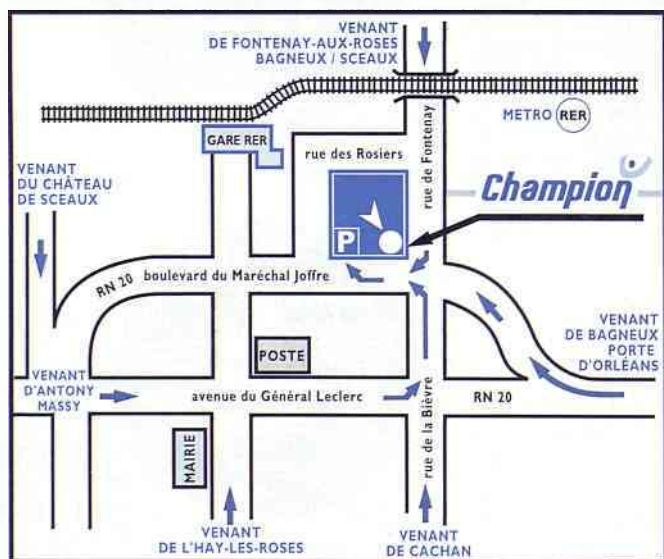 VENANT
DE FONTENAY-AUX-ROSES
BAGNEUX / SCEAUX
METRO RER
GARE RER
rue des Rosiers
rue de Fontenay
VENANT
DU CHÂTEAU
DE SCEAUX
Champion
P
RN 20 boulevard du Maréchal Joffre
VENANT
DE BAGNEUX
PORTE
D'ORLÉANS
POSTE
VENANT
D'ANTONY
MASSY
avenue du Général Leclerc
RN 20
rue de la Bièvre
MAIRIE
VENANT
DE L'HAY-LES-ROSES
VENANT
DE CACHAN